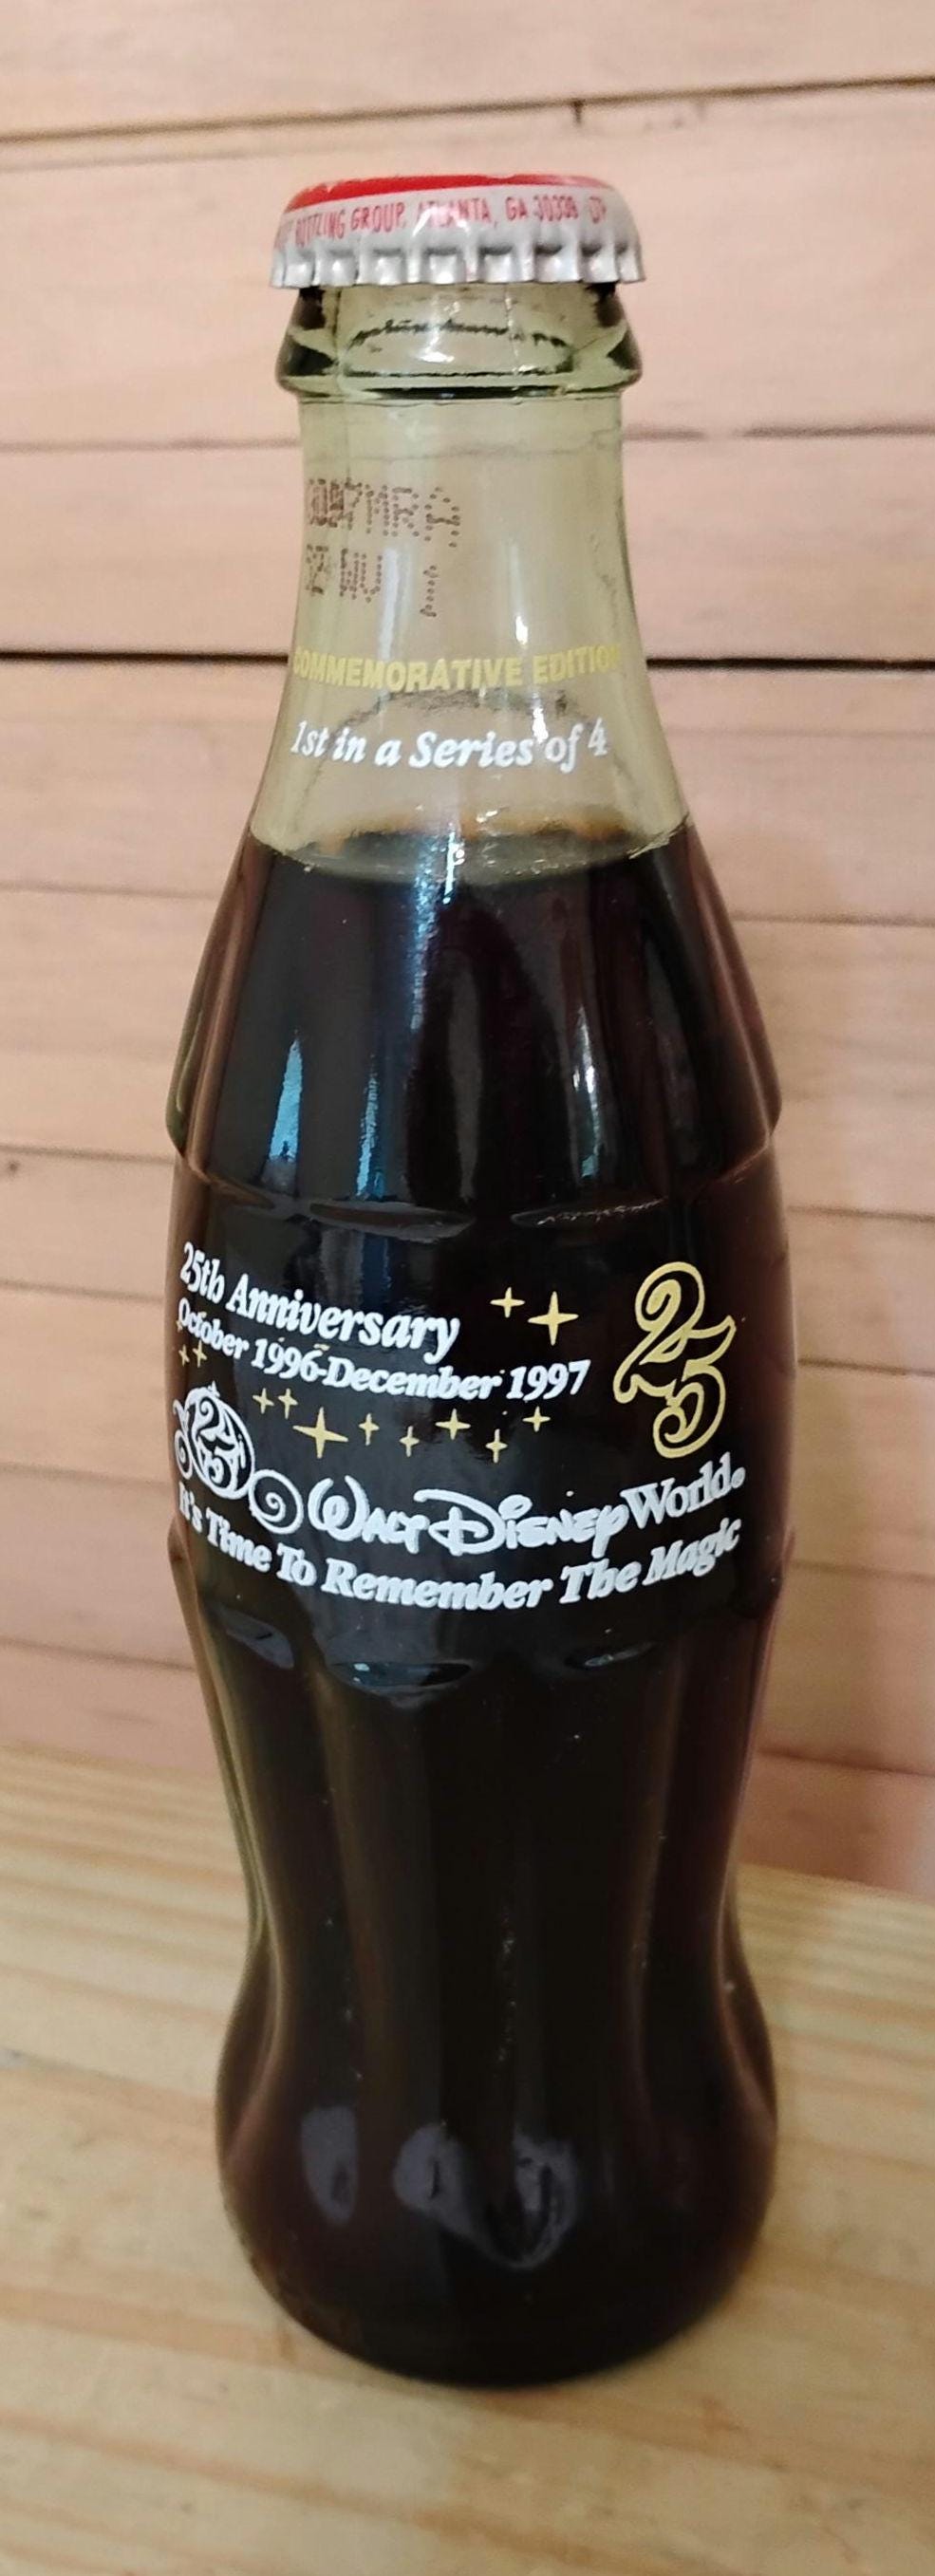 BOTTLING GROUP, ATLANTA, GA 30339
COMMEMORATIVE EDITION
1st in a Series of 4
25th Anniversary
October 1996-December 1997
25
25
Walt Disney World®
It's Time To Remember The Magic